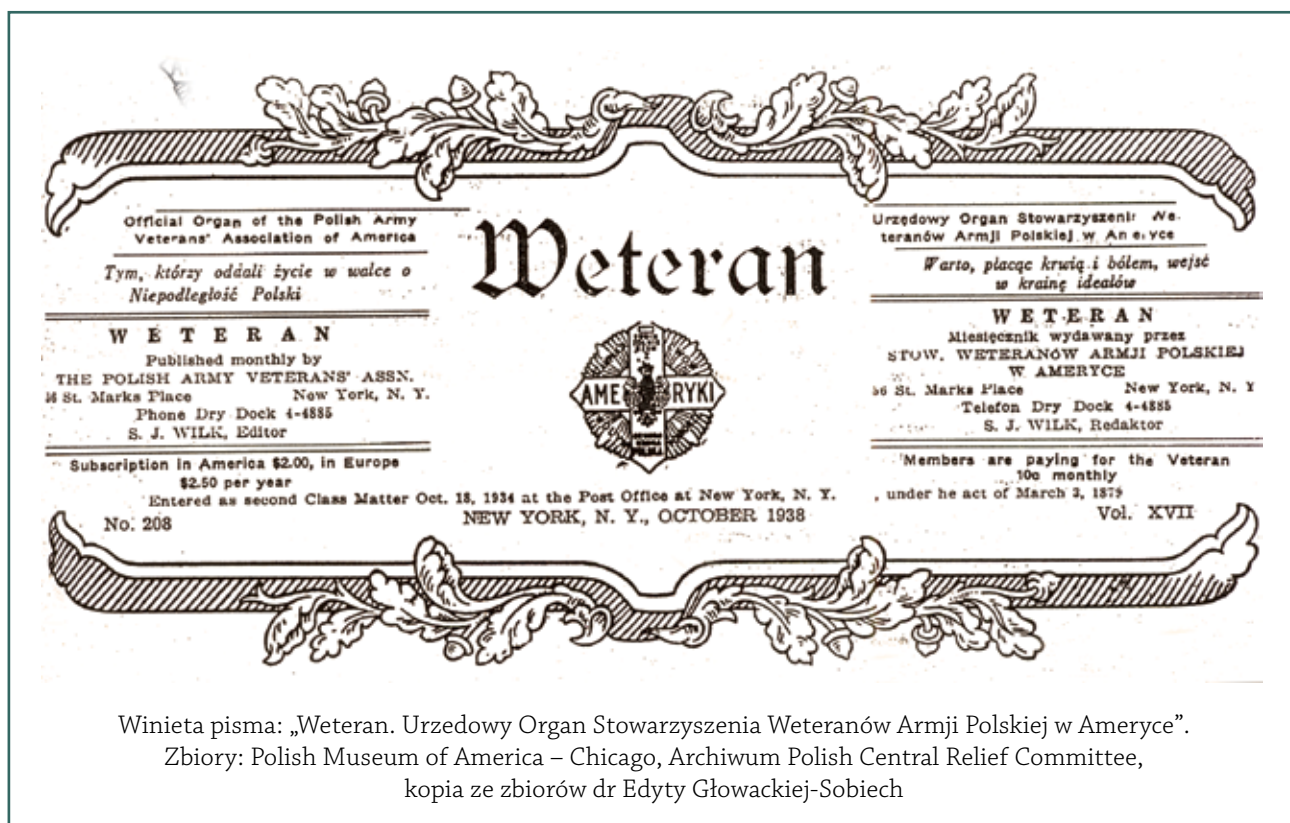 Official Organ of the Polish Army
Veterans' Association of America
Tym, którzy oddali życie w walce o
Niepodległość Polski
WETERAN
Published monthly by
THE POLISH ARMY VETERANS' ASSN.
St. Marks Place New York, N. Y.
Phone Dry Dock 4-4885
S. J. WILK, Editor
Subscription in America $2.00, in Europe
$2.50 per year
Weteran
AME RYKI
Urzędowy Organ Stowarzyszenia We-
teranów Armji Polskiej w Ameryce
Warto, płacąc krwią i bólem, wejść
w krainę ideałów
WETERAN
Miesięcznik wydawany przez
STOW. WETERANÓW ARMJI POLSKIEJ
W AMERYCE
56 St. Marks Place New York, N. Y
Telefon Dry Dock 4-4885
S. J. WILK, Redaktor
Members are paying for the Veteran
10c monthly
Entered as second Class Matter Oct. 18, 1934 at the Post Office at New York, N. Y. , under he act of March 3, 1879
No. 208 NEW YORK, N. Y., OCTOBER 1938 Vol. XVII
Winieta pisma: „Weteran. Urzedowy Organ Stowarzyszenia Weteranów Armji Polskiej w Ameryce”.
Zbiory: Polish Museum of America – Chicago, Archiwum Polish Central Relief Committee,
kopia ze zbiorów dr Edyty Głowackiej-Sobiech